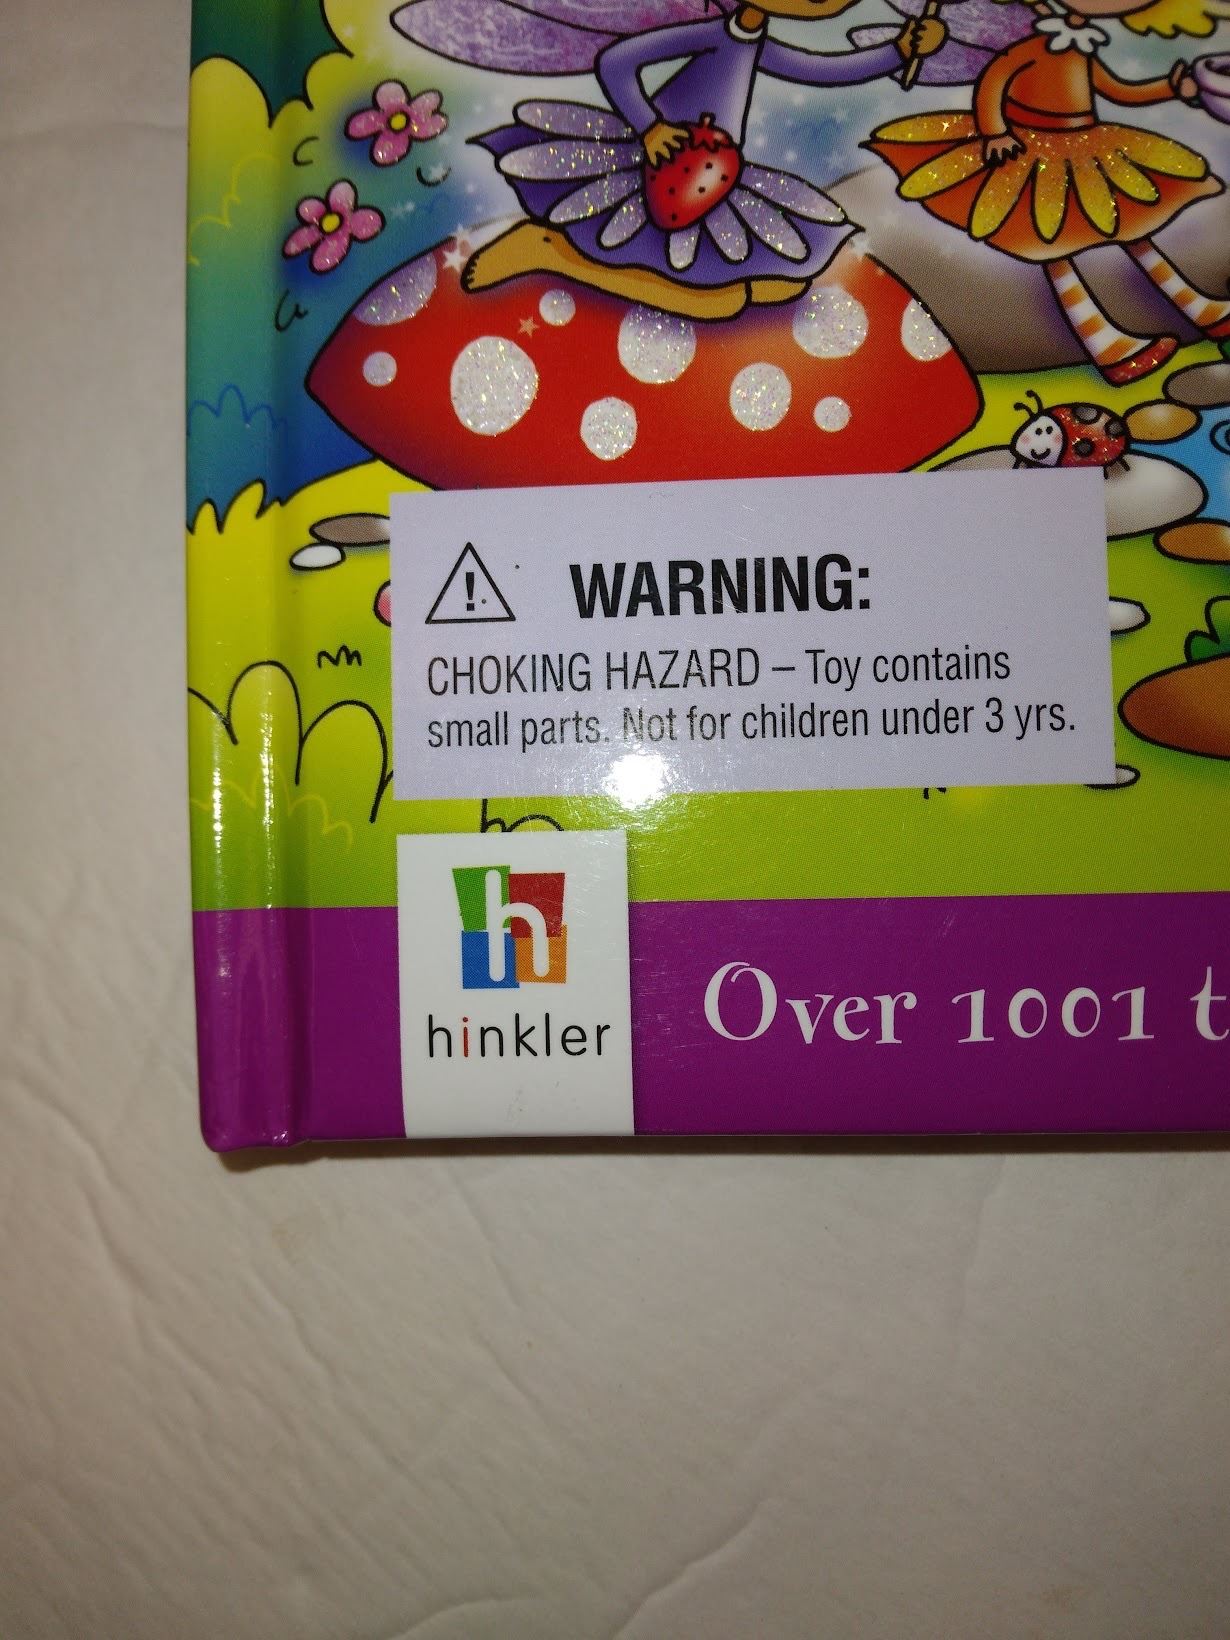 WARNING:
CHOKING HAZARD – Toy contains
small parts. Not for children under 3 yrs.
h
hinkler
Over 1001